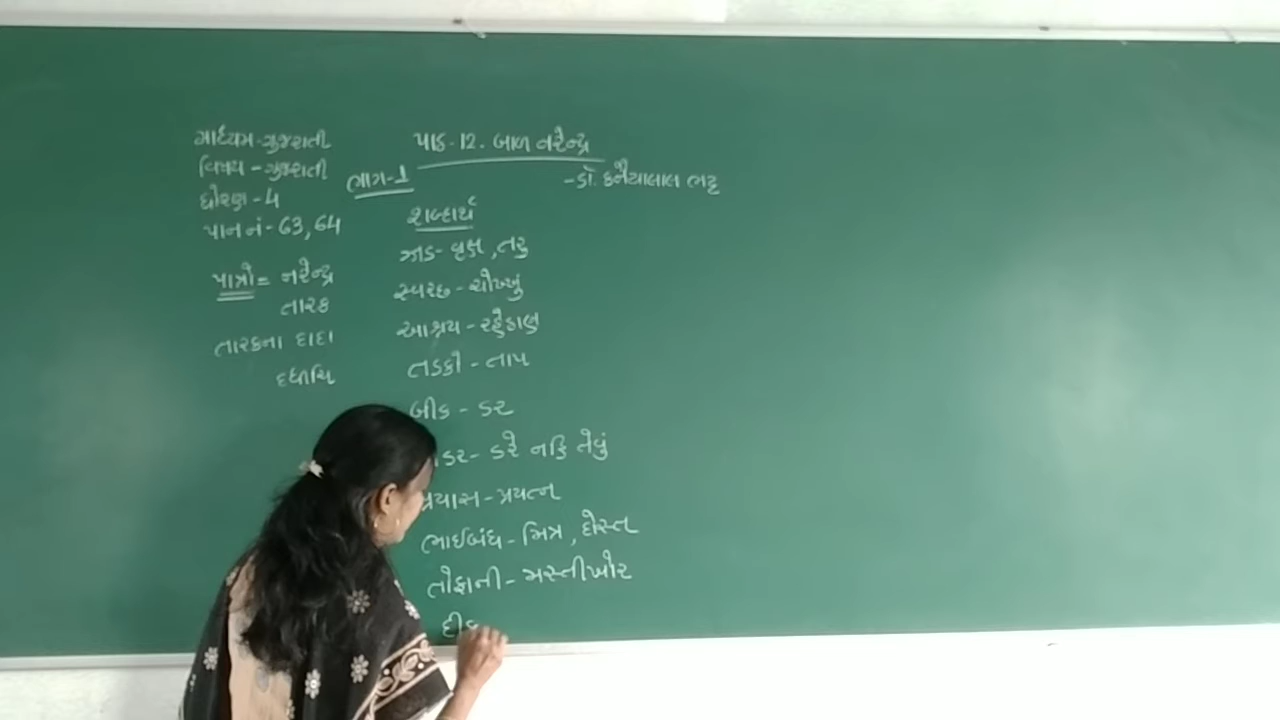 માધ્યમ-ગુજરાતી
વિષય - ગુજરાતી
ધોરણ - 4
પાન નં - 63, 64
પાત્રો = નરેન્દ્ર
તારક
તારકના દાદા
દધીચિ
પાઠ-12. બાળ નરેન્દ્ર
ભાગ-1
-ડૉ. કનૈયાલાલ ભટ્ટ
શબ્દાર્થ
ઝાડ- વૃક્ષ ,તરુ
સ્વચ્છ - ચોખ્ખું
આશ્રય - રહેઠાણ
તડકો - તાપ
બીક - ડર
ડર- ડરે નહિ તેવું
પ્રયાસ - પ્રયત્ન
ભાઈબંધ - મિત્ર , દોસ્ત
તોફાની - મસ્તીખોર